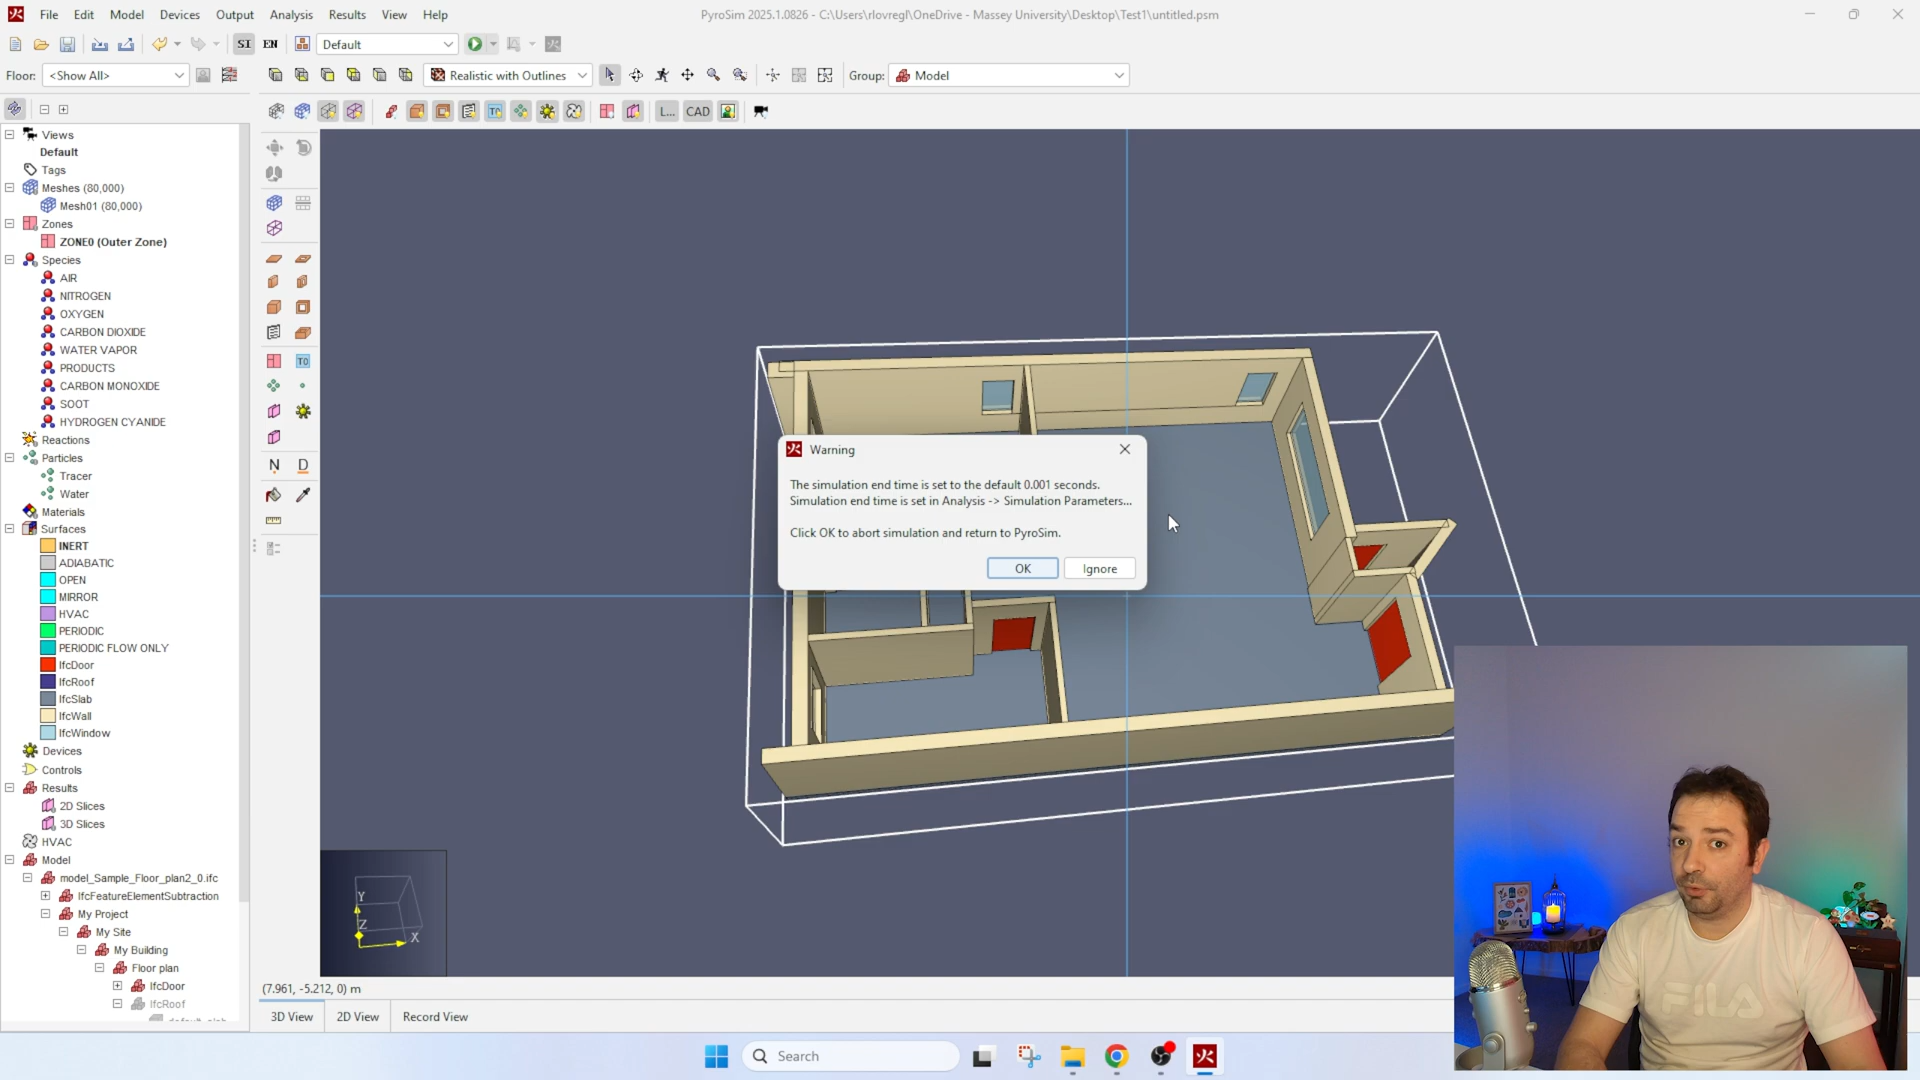 File Edit Model Devices Output Analysis Results View Help
PyroSim 2025.1.0826 - C:\Users\rlovregl\OneDrive - Massey University\Desktop\Test1\untitled.psm
SI EN Default
Floor: <Show All>
Realistic with Outlines
Group: Model
L... CAD
Views
Default
Tags
Meshes (80,000)
Mesh01 (80,000)
Zones
ZONE0 (Outer Zone)
Species
AIR
NITROGEN
OXYGEN
CARBON DIOXIDE
WATER VAPOR
PRODUCTS
CARBON MONOXIDE
SOOT
HYDROGEN CYANIDE
Reactions
Particles
Tracer
Water
Materials
Surfaces
INERT
ADIABATIC
OPEN
MIRROR
HVAC
PERIODIC
PERIODIC FLOW ONLY
IfcDoor
IfcRoof
IfcSlab
IfcWall
IfcWindow
Devices
Controls
Results
2D Slices
3D Slices
HVAC
Model
model_Sample_Floor_plan2_0.ifc
IfcFeatureElementSubtraction
My Project
My Site
My Building
Floor plan
IfcDoor
IfcRoof
N D
Warning
The simulation end time is set to the default 0.001 seconds.
Simulation end time is set in Analysis -> Simulation Parameters...
Click OK to abort simulation and return to PyroSim.
OK Ignore
Y
Z
X
(7.961, -5.212, 0) m
3D View 2D View Record View
Search
FILA